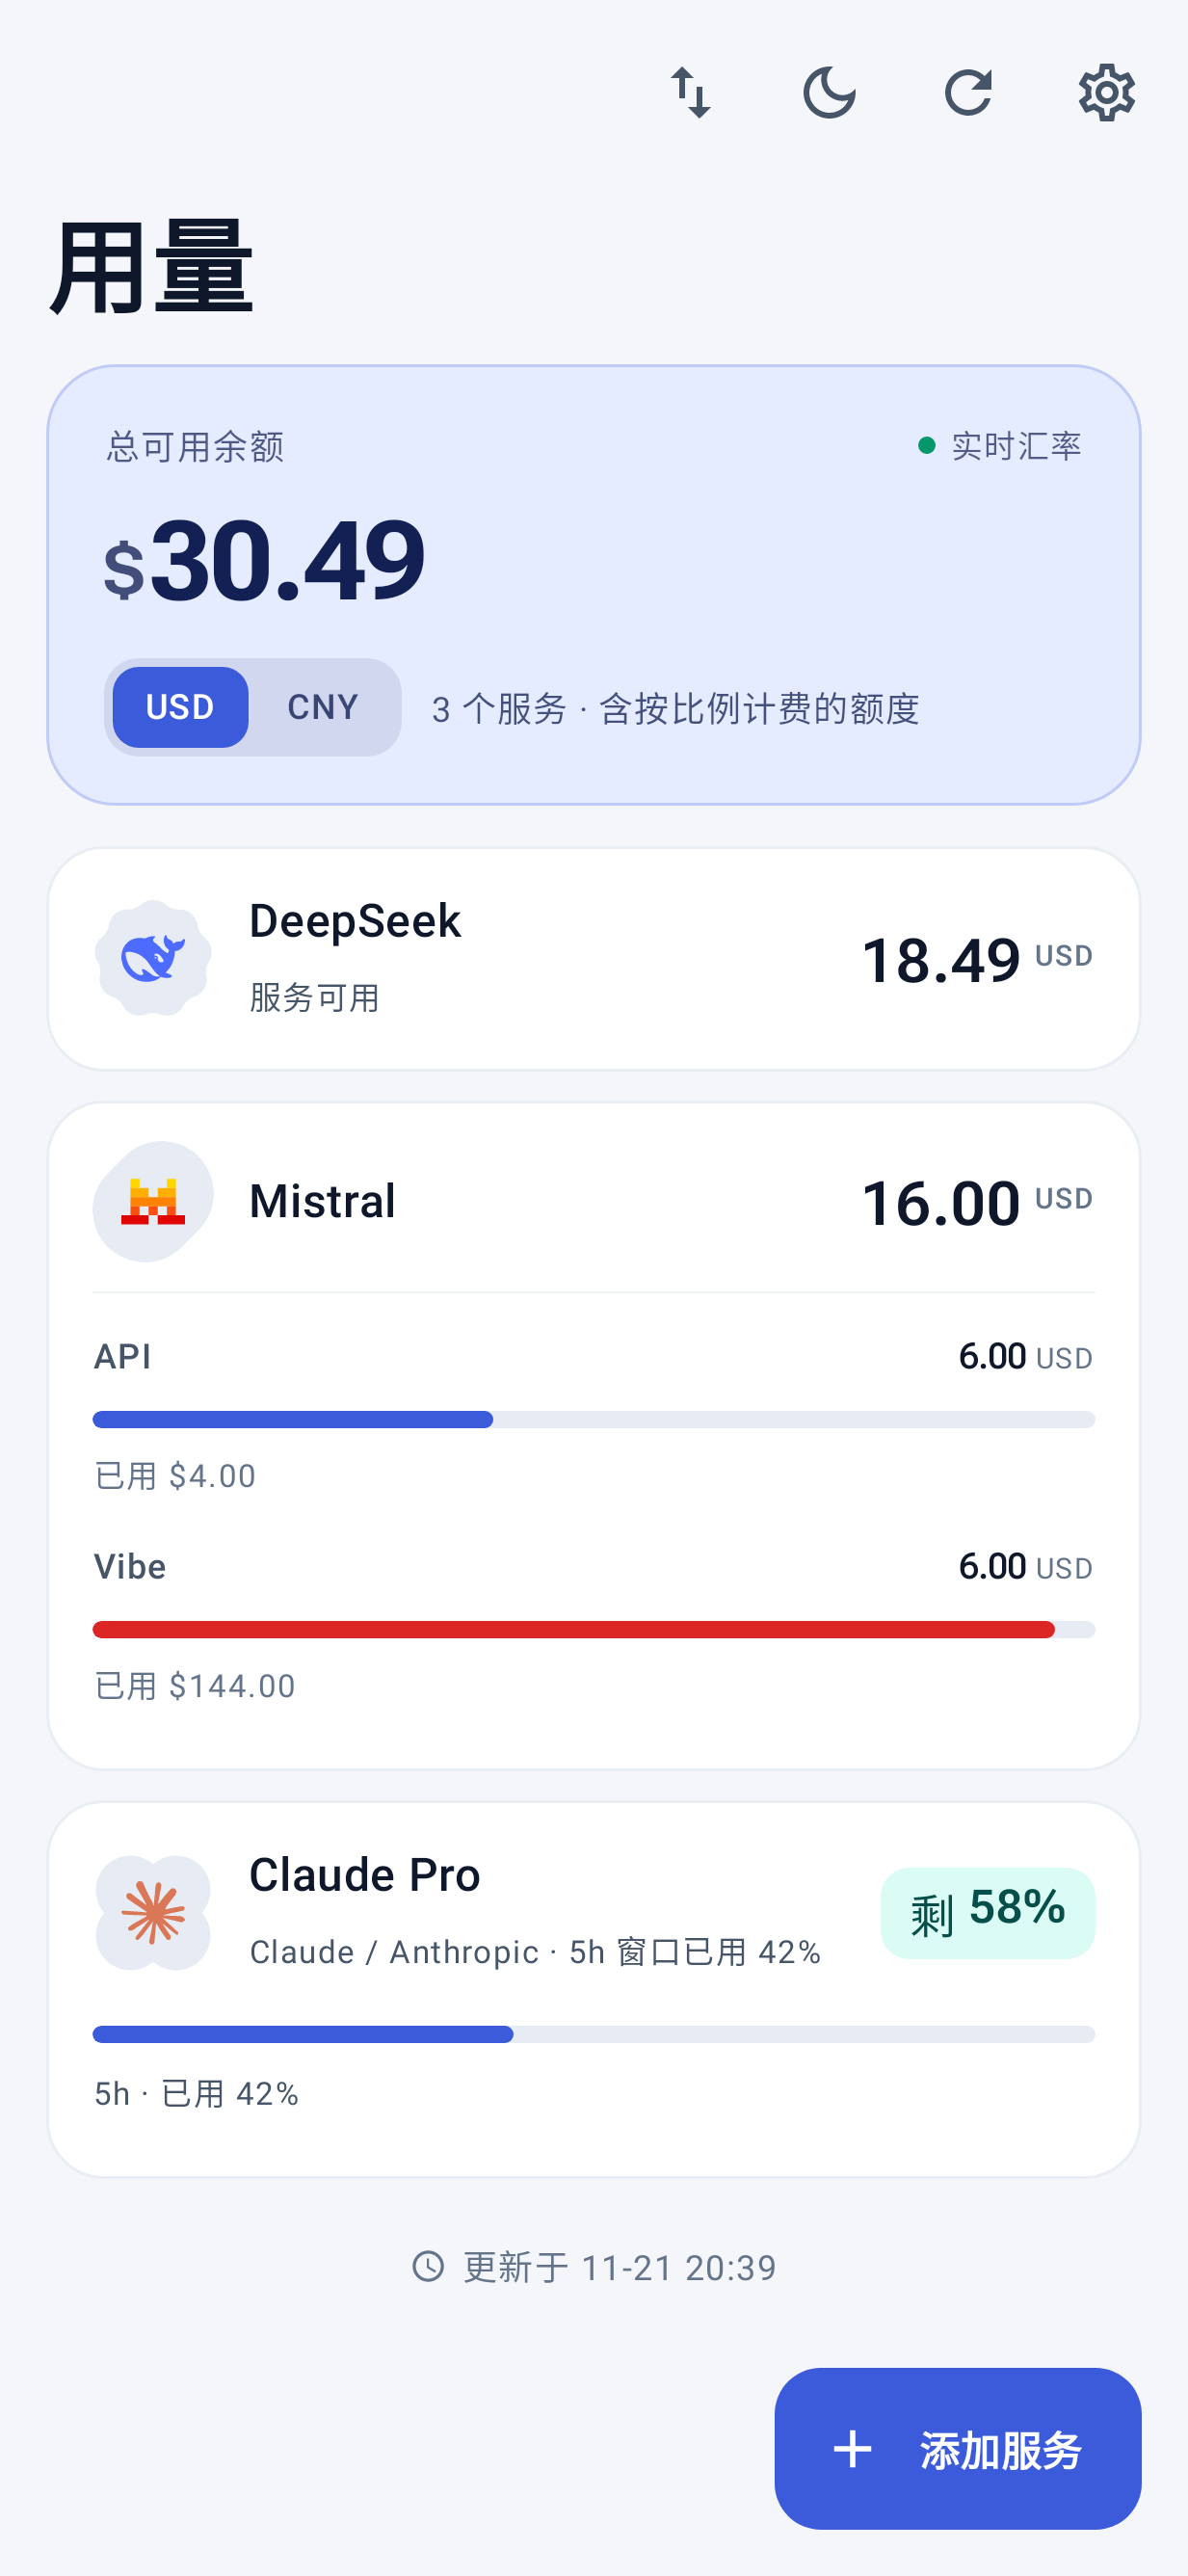 用量
总可用余额 实时汇率
$30.49
USD CNY 3 个服务 · 含按比例计费的额度
DeepSeek
服务可用
18.49 USD
Mistral 16.00 USD
API 6.00 USD
已用 $4.00
Vibe 6.00 USD
已用 $144.00
Claude Pro
Claude / Anthropic · 5h 窗口已用 42%
剩 58%
5h · 已用 42%
更新于 11-21 20:39
添加服务